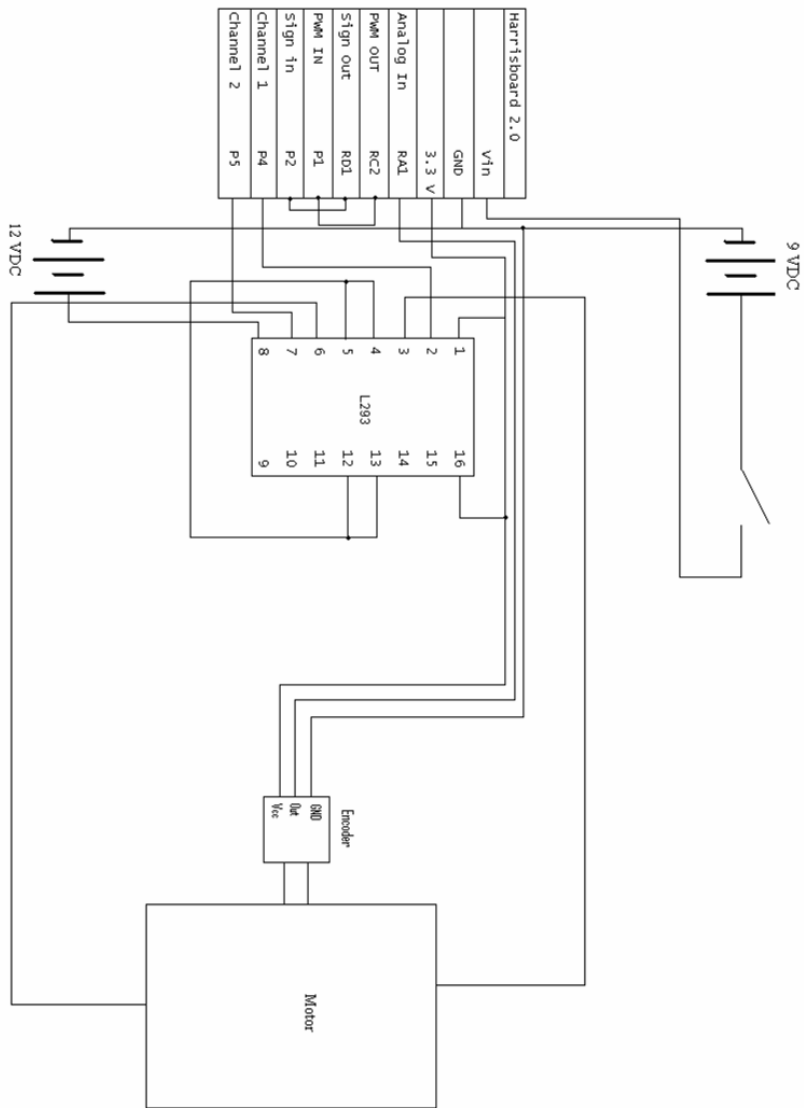 Harrisboard 2.0
Vin
GND
3.3 V
Analog In RA1
PWM OUT RC2
Sign Out RD1
PWM IN P1
Sign in P2
Channel 1 P4
Channel 2 P5
9 VDC
12 VDC
L293
1 16
2 15
3 14
4 13
5 12
6 11
7 10
8 9
Encoder
GND
Out
Vcc
Motor